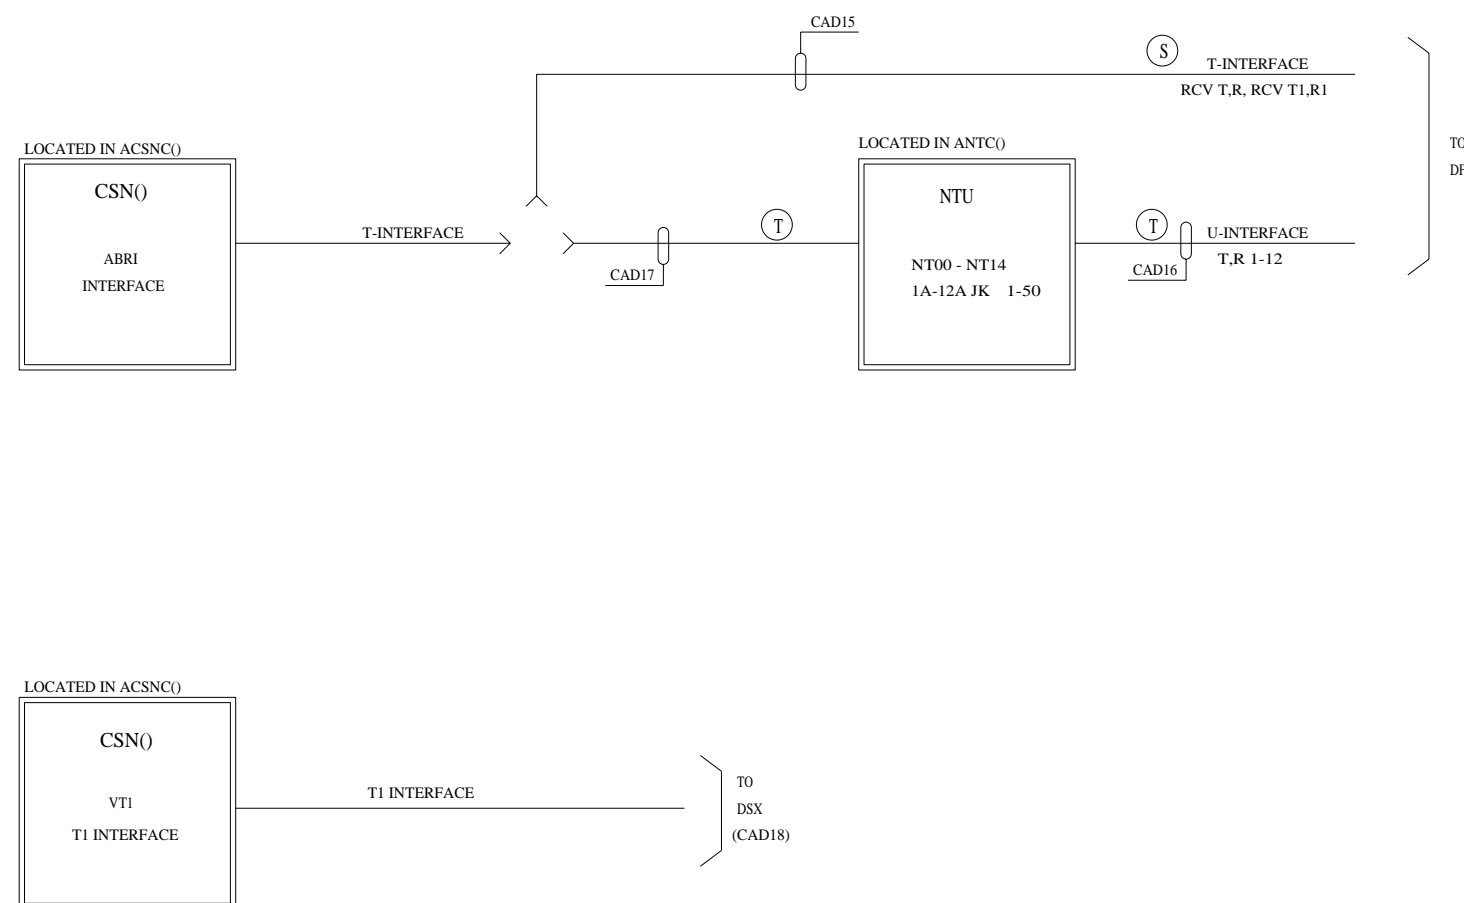 CAD15
S
T-INTERFACE
RCV T,R, RCV T1,R1
LOCATED IN ACSNC()
LOCATED IN ANTC()
TO
CSN()
NTU
T-INTERFACE
T
T
U-INTERFACE
ABRI
INTERFACE
CAD17
NT00 - NT14
1A-12A JK 1-50
CAD16
T,R 1-12
LOCATED IN ACSNC()
CSN()
VT1
T1 INTERFACE
T1 INTERFACE
TO
DSX
(CAD18)